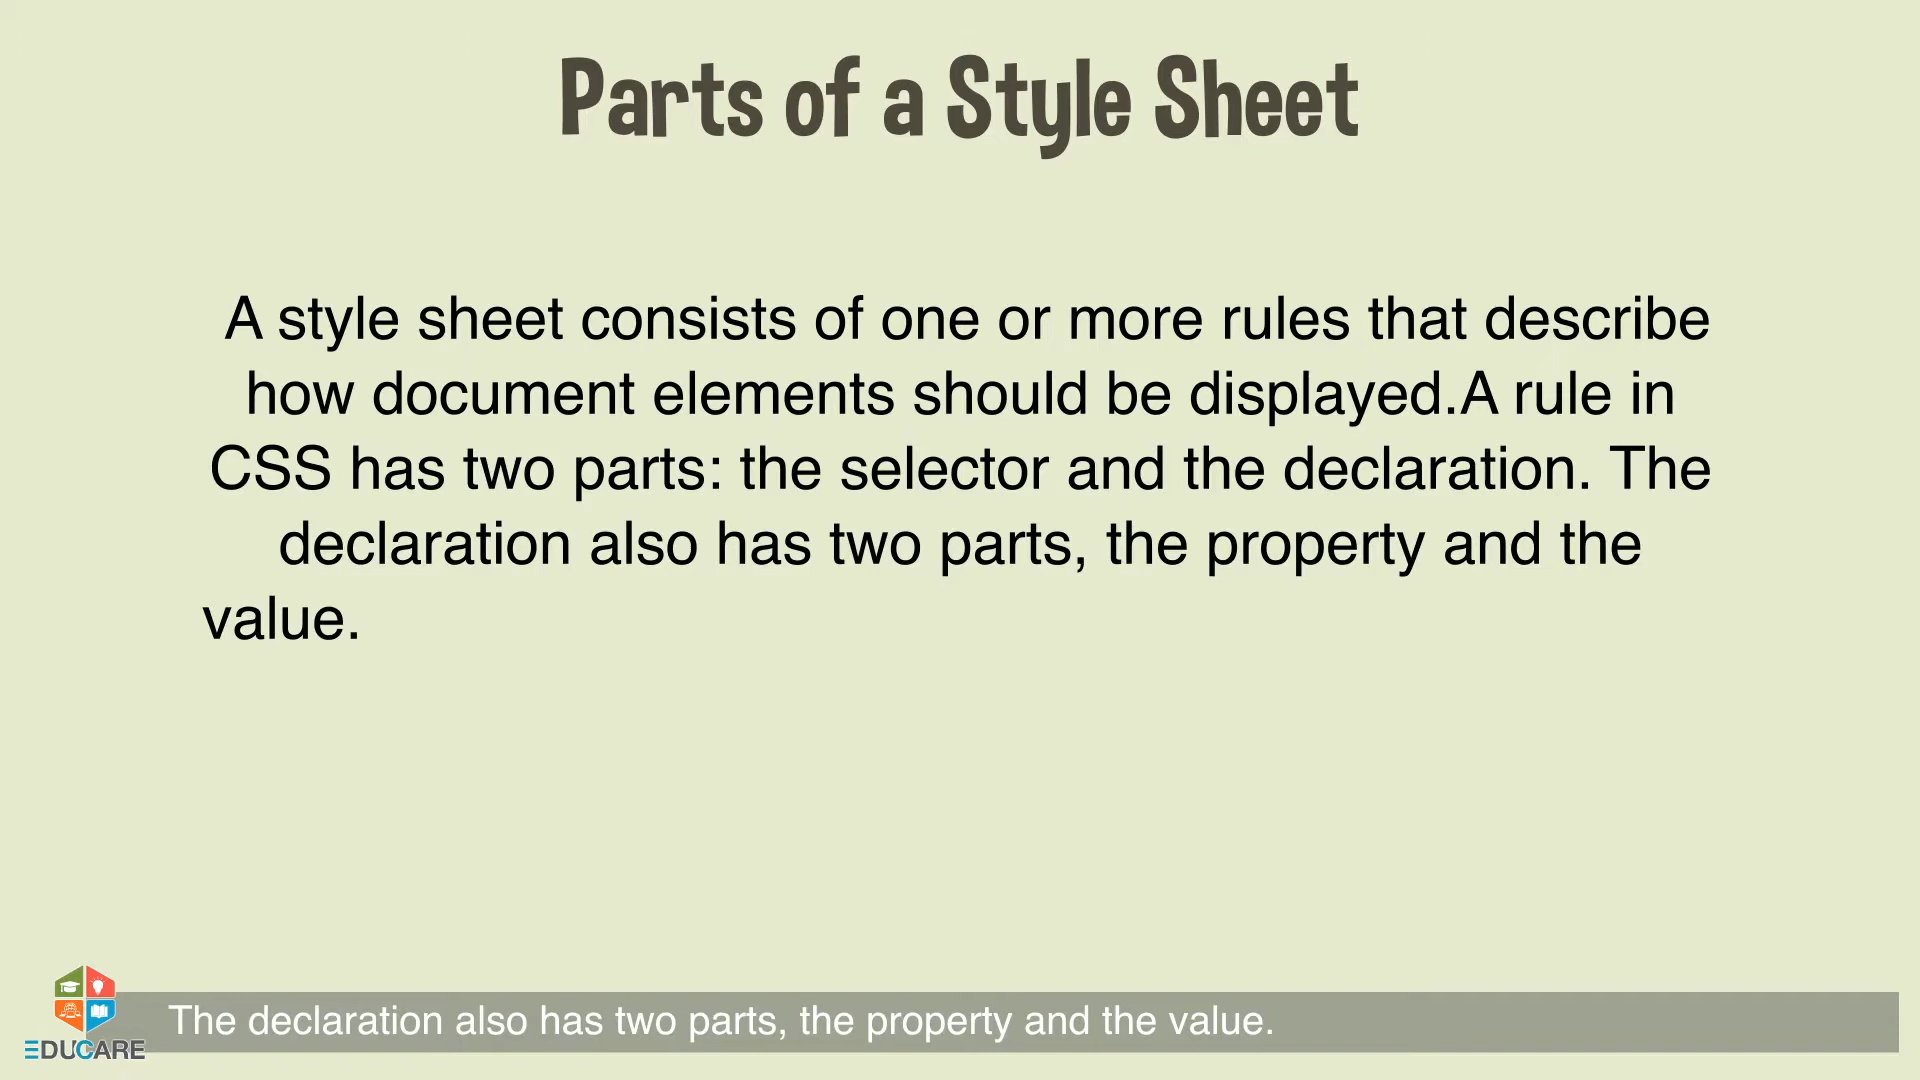 Parts of a Style Sheet
A style sheet consists of one or more rules that describe
how document elements should be displayed.A rule in
CSS has two parts: the selector and the declaration. The
declaration also has two parts, the property and the
value.
The declaration also has two parts, the property and the value.
EDUCARE